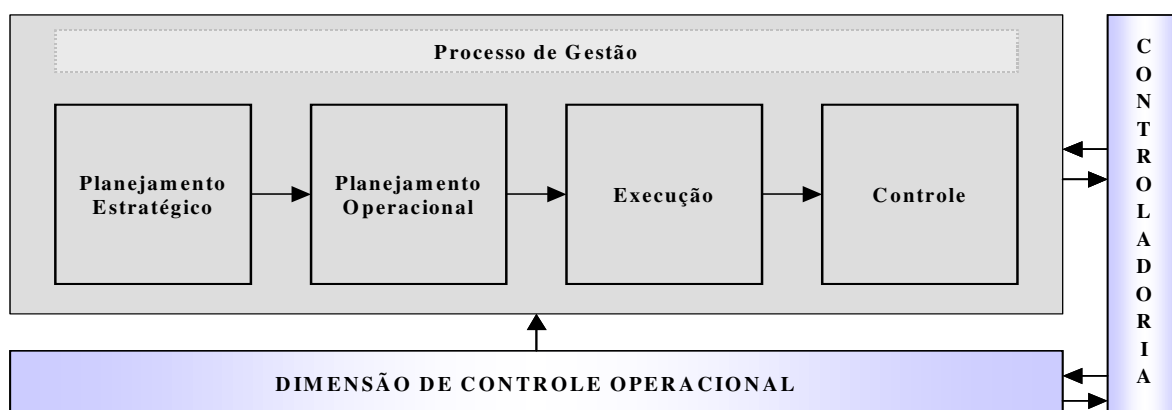 Processo de Gestão
Planejamento
Estratégico
Planejamento
Operacional
Execução
Controle
DIMENSÃO DE CONTROLE OPERACIONAL
C
O
N
T
R
O
L
A
D
O
R
I
A